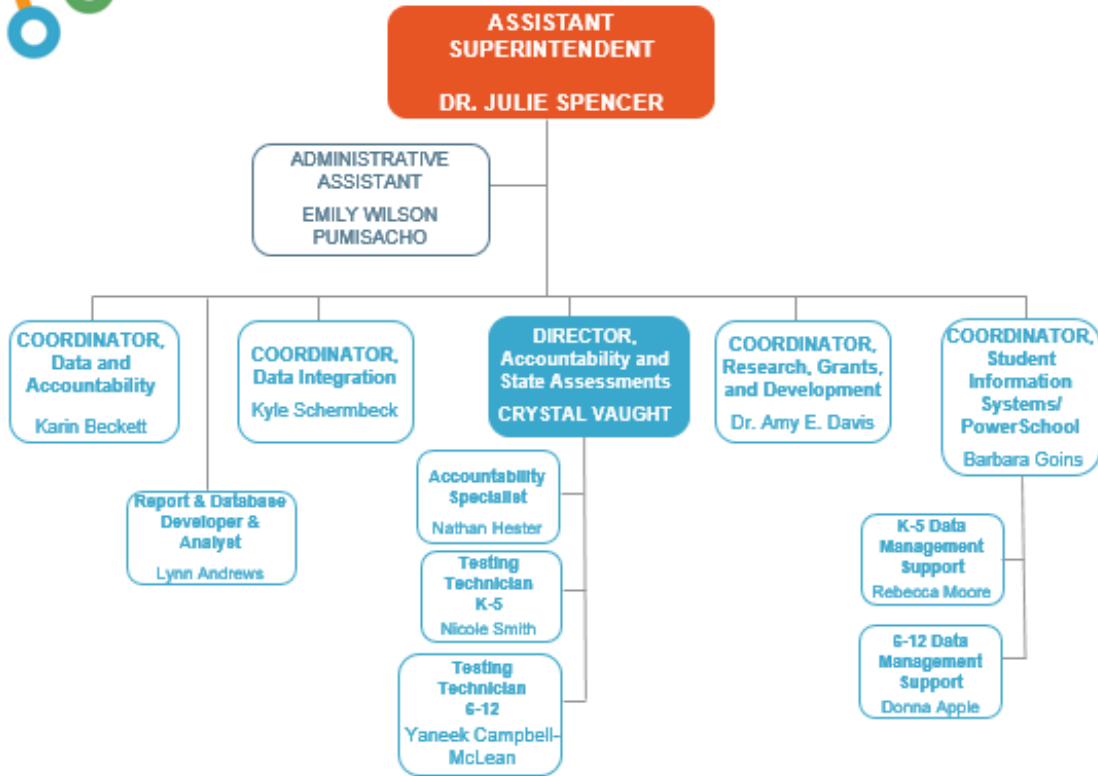 ASSISTANT
SUPERINTENDENT
DR. JULIE SPENCER
ADMINISTRATIVE
ASSISTANT
EMILY WILSON
PUMISACHO
COORDINATOR,
Data and
Accountability
Karin Beckett
Report & Database
Developer &
Analyst
Lynn Andrews
COORDINATOR,
Data Integration
Kyle Schermbeck
DIRECTOR,
Accountability and
State Assessments
CRYSTAL VAUGHT
Accountability
Specialist
Nathan Hester
Testing
Technician
K-5
Nicole Smith
Testing
Technician
6-12
Yaneek Campbell-
McLean
COORDINATOR,
Research, Grants,
and Development
Dr. Amy E. Davis
COORDINATOR,
Student
Information
Systems/
PowerSchool
Barbara Goins
K-5 Data
Management
Support
Rebecca Moore
6-12 Data
Management
Support
Donna Apple